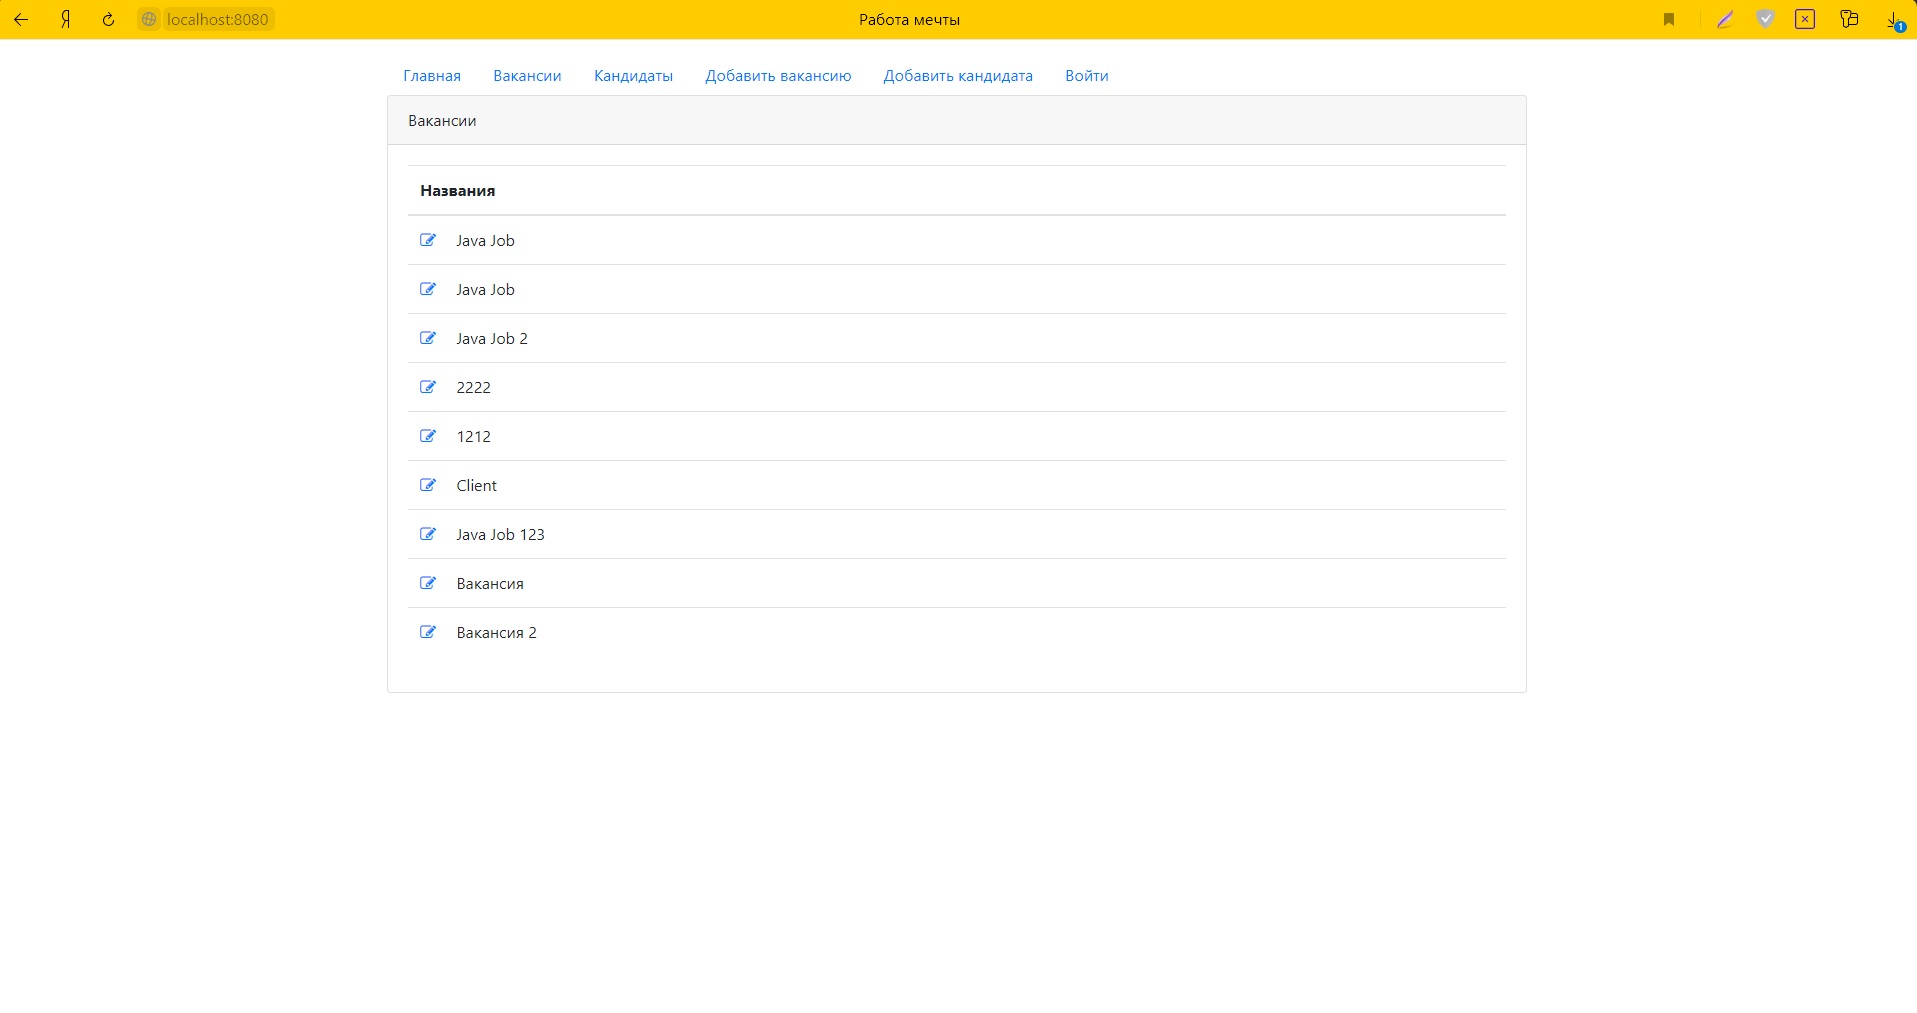 Я localhost:8080 Работа мечты 1
Главная Вакансии Кандидаты Добавить вакансию Добавить кандидата Войти
Вакансии
Названия
Java Job
Java Job
Java Job 2
2222
1212
Client
Java Job 123
Вакансия
Вакансия 2